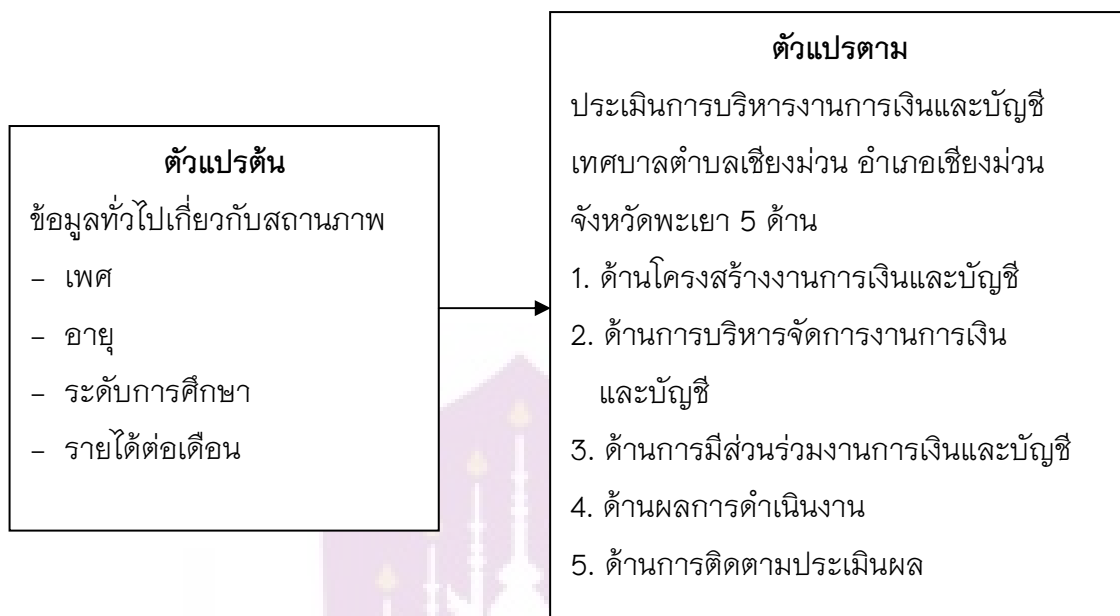 ตัวแปรต้น
ข้อมูลทั่วไปเกี่ยวกับสถานภาพ
- เพศ
- อายุ
- ระดับการศึกษา
- รายได้ต่อเดือน
ตัวแปรตาม
ประเมินการบริหารงานการเงินและบัญชี
เทศบาลตำบลเชียงม่วน อำเภอเชียงม่วน
จังหวัดพะเยา 5 ด้าน
1. ด้านโครงสร้างงานการเงินและบัญชี
2. ด้านการบริหารจัดการงานการเงิน
และบัญชี
3. ด้านการมีส่วนร่วมงานการเงินและบัญชี
4. ด้านผลการดำเนินงาน
5. ด้านการติดตามประเมินผล